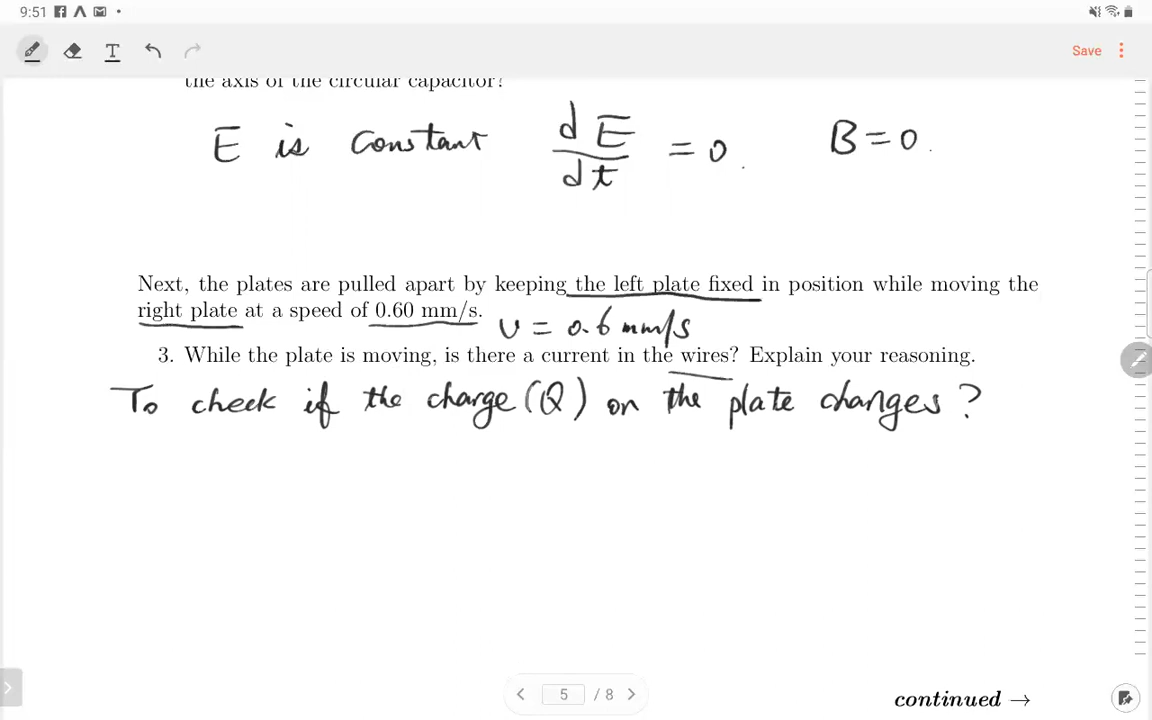 9:51
Save
the axis of the circular capacitor?
E is constant dE/dt = 0. B = 0.
Next, the plates are pulled apart by keeping the left plate fixed in position while moving the
right plate at a speed of 0.60 mm/s.
v = 0.6 mm/s
3. While the plate is moving, is there a current in the wires? Explain your reasoning.
To check if the charge (Q) on the plate changes?
5 / 8
continued →